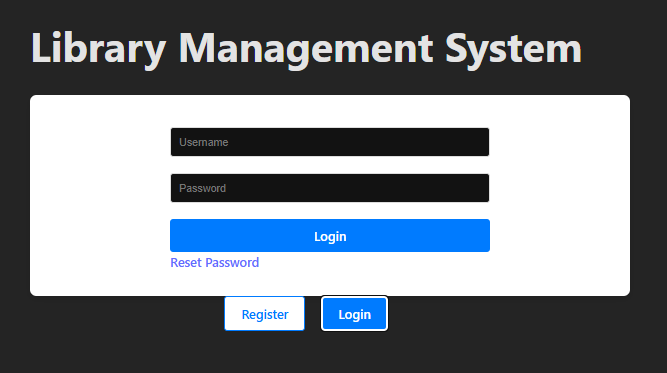 Library Management System
Username
Password
Login
Reset Password
Register Login